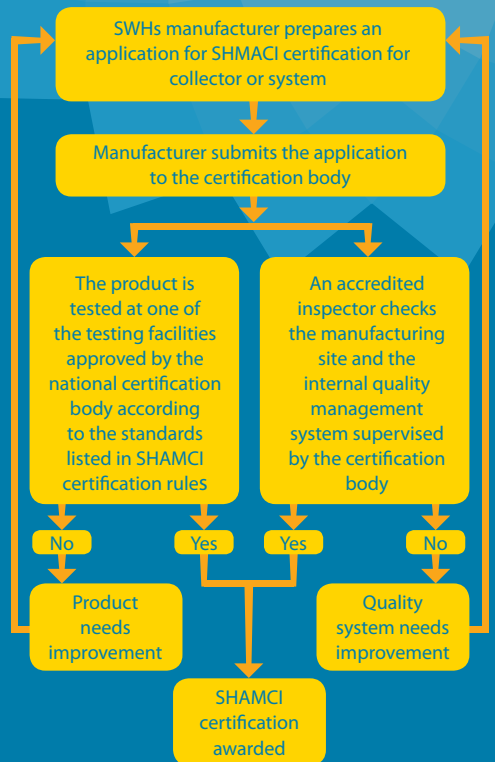 SWHs manufacturer prepares an
application for SHMACI certification for
collector or system
Manufacturer submits the application
to the certification body
The product is
tested at one of
the testing facilities
approved by the
national certification
body according
to the standards
listed in SHAMCI
certification rules
An accredited
inspector checks
the manufacturing
site and the
internal quality
management
system supervised
by the certification
body
No
Yes
Yes
No
Product
needs
improvement
Quality
system needs
improvement
SHAMCI
certification
awarded